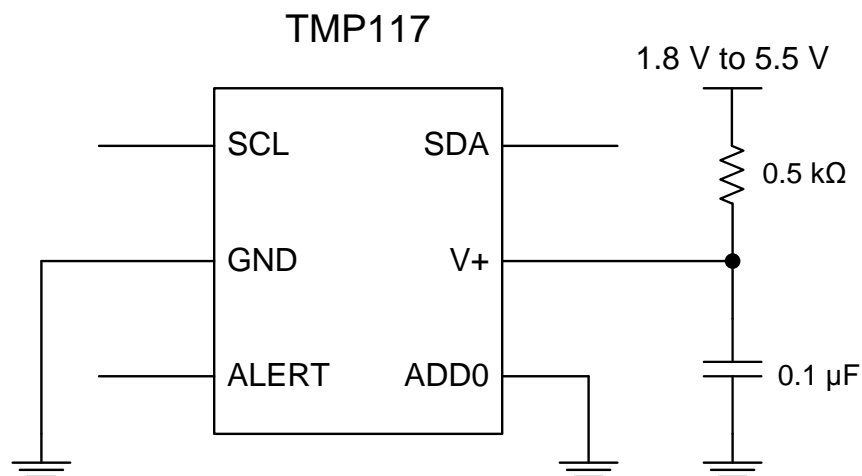 TMP117
1.8 V to 5.5 V
SCL
SDA
0.5 kΩ
GND
V+
ALERT
ADD0
0.1 µF